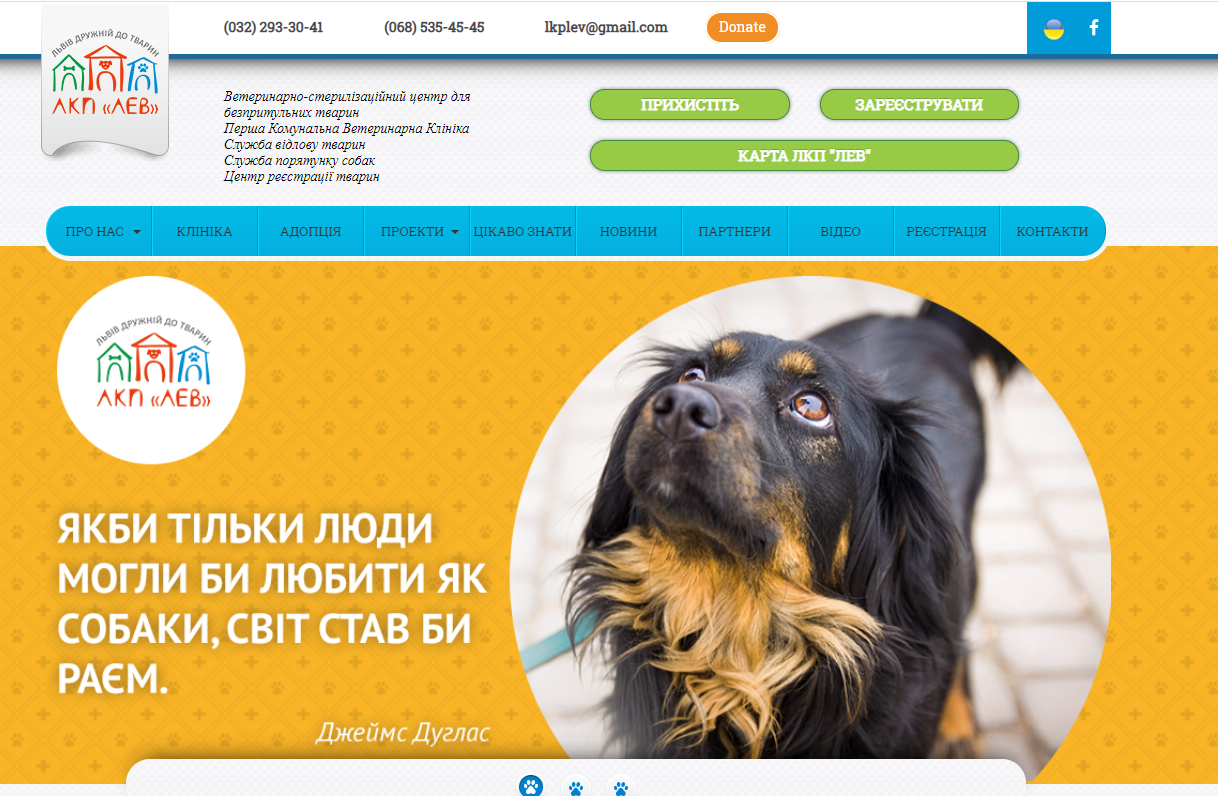 (032) 293-30-41
(068) 535-45-45
lkplev@gmail.com
Donate
ЛЬВІВ ДРУЖНІЙ ДО ТВАРИН
ЛКП «ЛЕВ»
Ветеринарно-стерилізаційний центр для
безпритульних тварин
Перша Комунальна Ветеринарна Клініка
Служба відлову тварин
Служба порятунку собак
Центр реєстрації тварин
ПРИХИСТІТЬ
ЗАРЕЄСТРУВАТИ
КАРТА ЛКП "ЛЕВ"
ПРО НАС
КЛІНІКА
АДОПЦІЯ
ПРОЕКТИ
ЦІКАВО ЗНАТИ
НОВИНИ
ПАРТНЕРИ
ВІДЕО
РЕЄСТРАЦІЯ
КОНТАКТИ
ЛЬВІВ ДРУЖНІЙ ДО ТВАРИН
ЛКП «ЛЕВ»
ЯКБИ ТІЛЬКИ ЛЮДИ
МОГЛИ БИ ЛЮБИТИ ЯК
СОБАКИ, СВІТ СТАВ БИ
РАЄМ.
Джеймс Дуглас